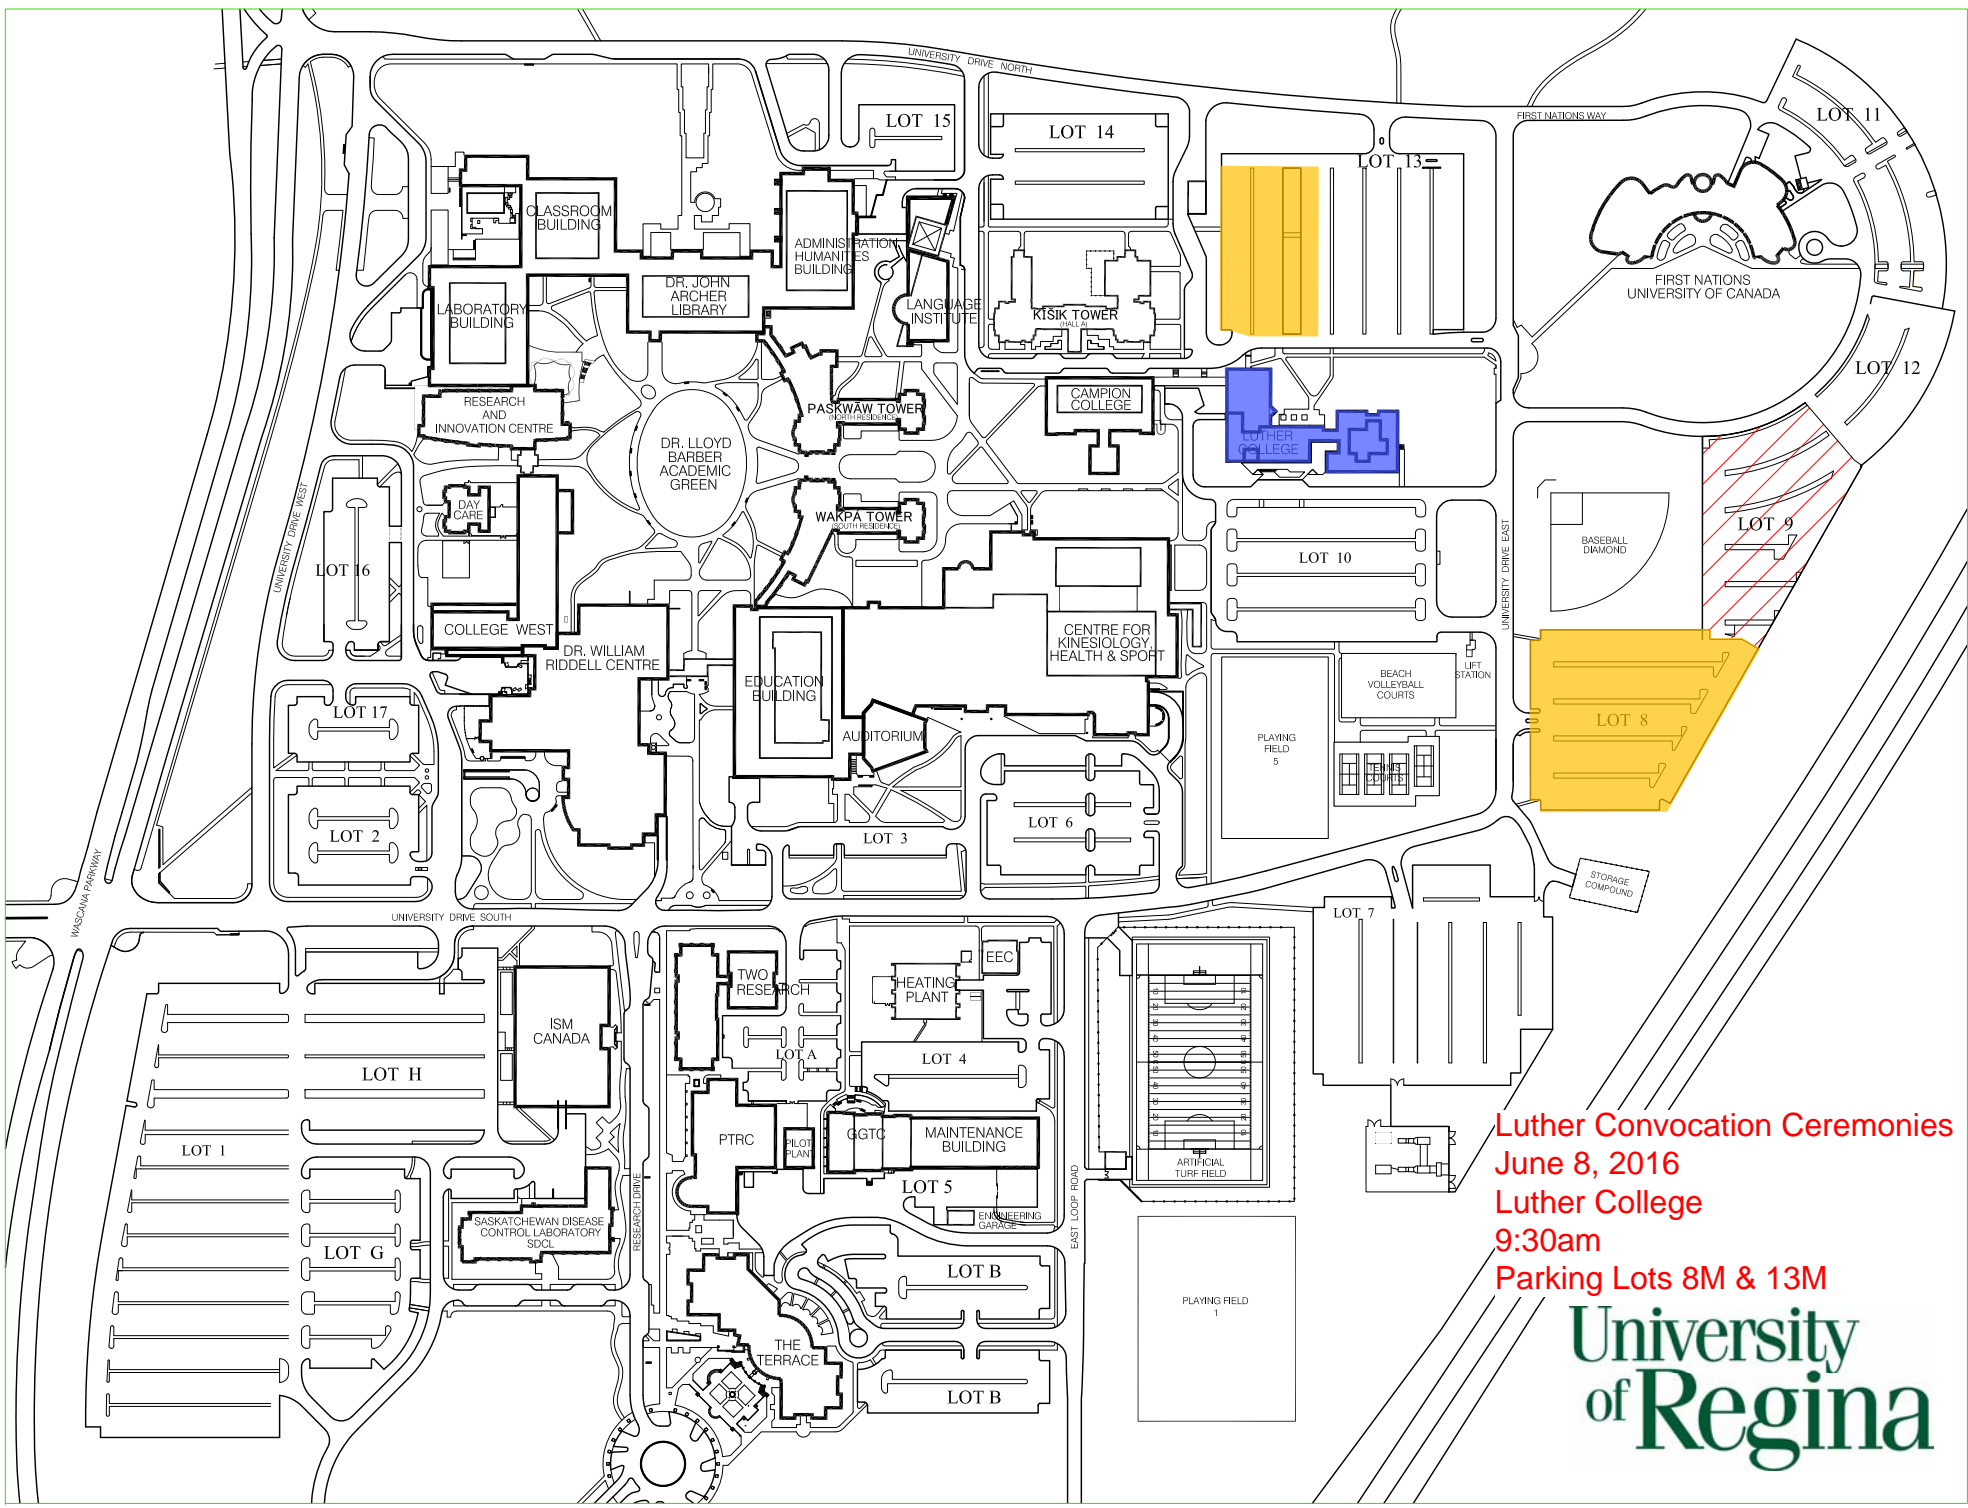 UNIVERSITY DRIVE NORTH
FIRST NATIONS WAY
LOT 11
LOT 15
LOT 14
LOT 13
CLASSROOM
BUILDING
ADMINISTRATION
HUMANITIES
BUILDING
DR. JOHN
ARCHER
LIBRARY
LABORATORY
BUILDING
LANGUAGE
INSTITUTE
KĪSIK TOWER
(HALL A)
FIRST NATIONS
UNIVERSITY OF CANADA
LOT 12
RESEARCH
AND
INNOVATION CENTRE
PASKWĀW TOWER
(NORTH RESIDENCE)
CAMPION
COLLEGE
LUTHER
COLLEGE
DR. LLOYD
BARBER
ACADEMIC
GREEN
DAY
CARE
WAKPÁ TOWER
(SOUTH RESIDENCE)
UNIVERSITY DRIVE WEST
LOT 16
LOT 10
UNIVERSITY DRIVE EAST
BASEBALL
DIAMOND
LOT 9
COLLEGE WEST
DR. WILLIAM
RIDDELL CENTRE
CENTRE FOR
KINESIOLOGY,
HEALTH & SPORT
EDUCATION
BUILDING
AUDITORIUM
BEACH
VOLLEYBALL
COURTS
LIFT
STATION
LOT 8
LOT 17
PLAYING
FIELD
5
TENNIS
COURTS
LOT 2
LOT 3
LOT 6
WASCANA PARKWAY
UNIVERSITY DRIVE SOUTH
STORAGE
COMPOUND
LOT 7
TWO
RESEARCH
HEATING
PLANT
EEC
ISM
CANADA
LOT A
LOT 4
LOT H
LOT 1
PTRC
PILOT
PLANT
GGTC
MAINTENANCE
BUILDING
ARTIFICIAL
TURF FIELD
LOT 5
ENGINEERING
GARAGE
EAST LOOP ROAD
RESEARCH DRIVE
SASKATCHEWAN DISEASE
CONTROL LABORATORY
SDCL
LOT G
LOT B
THE
TERRACE
LOT B
PLAYING FIELD
1
Luther Convocation Ceremonies
June 8, 2016
Luther College
9:30am
Parking Lots 8M & 13M
University
of Regina